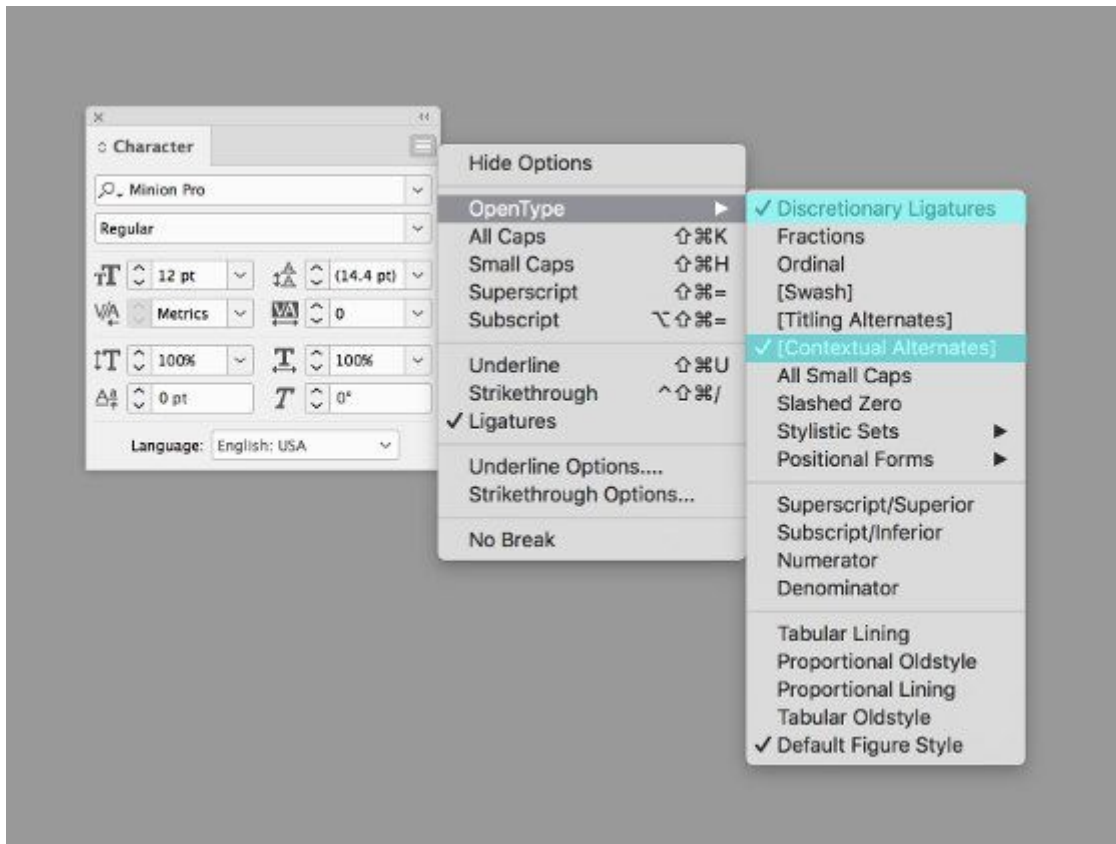 Character
Minion Pro
Regular
12 pt
(14.4 pt)
Metrics
0
100%
100%
0 pt
0°
Language: English: USA
Hide Options
OpenType
All Caps ⇧⌘K
Small Caps ⇧⌘H
Superscript ⇧⌘=
Subscript ⌥⇧⌘=
Underline ⇧⌘U
Strikethrough ^⇧⌘/
✓ Ligatures
Underline Options....
Strikethrough Options...
No Break
✓ Discretionary Ligatures
Fractions
Ordinal
[Swash]
[Titling Alternates]
✓ [Contextual Alternates]
All Small Caps
Slashed Zero
Stylistic Sets
Positional Forms
Superscript/Superior
Subscript/Inferior
Numerator
Denominator
Tabular Lining
Proportional Oldstyle
Proportional Lining
Tabular Oldstyle
✓ Default Figure Style